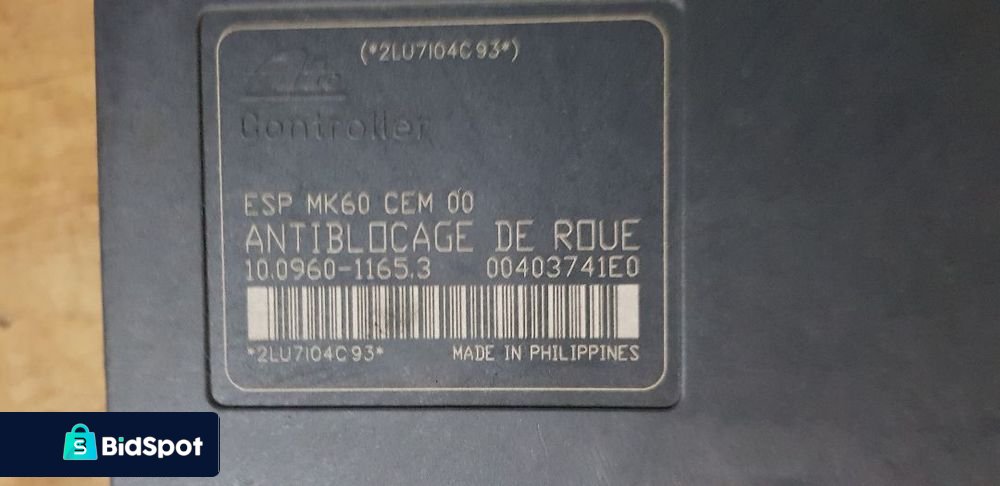 (*2LU7I04C93*)
Ate
Controller
ESP MK60 CEM 00
ANTIBLOCAGE DE ROUE
10.0960-1165.3 00403741E0
*2LU7I04C93* MADE IN PHILIPPINES
BidSpot